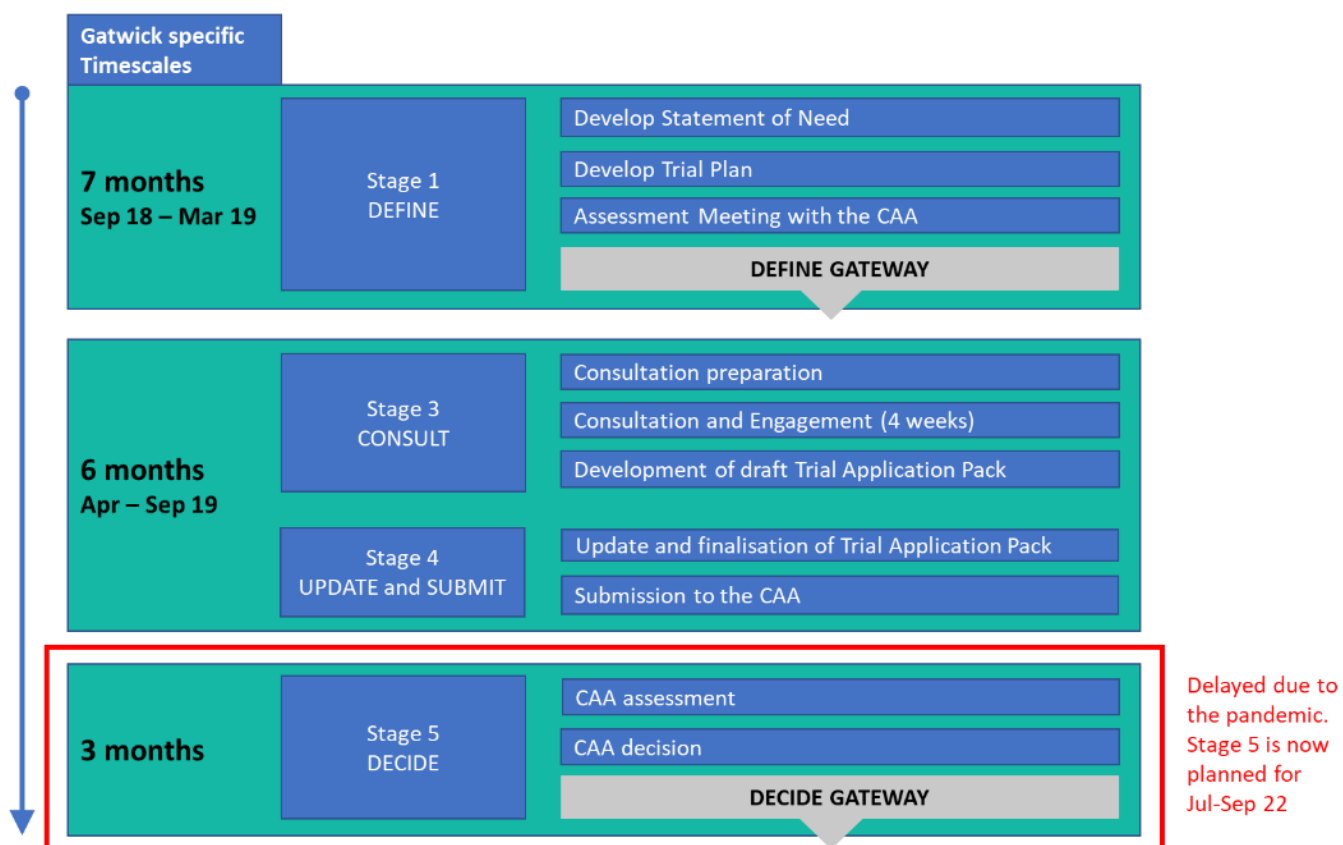 Gatwick specific
Timescales
7 months
Sep 18 – Mar 19
Stage 1
DEFINE
Develop Statement of Need
Develop Trial Plan
Assessment Meeting with the CAA
DEFINE GATEWAY
6 months
Apr – Sep 19
Stage 3
CONSULT
Consultation preparation
Consultation and Engagement (4 weeks)
Development of draft Trial Application Pack
Stage 4
UPDATE and SUBMIT
Update and finalisation of Trial Application Pack
Submission to the CAA
3 months
Stage 5
DECIDE
CAA assessment
CAA decision
DECIDE GATEWAY
Delayed due to
the pandemic.
Stage 5 is now
planned for
Jul-Sep 22